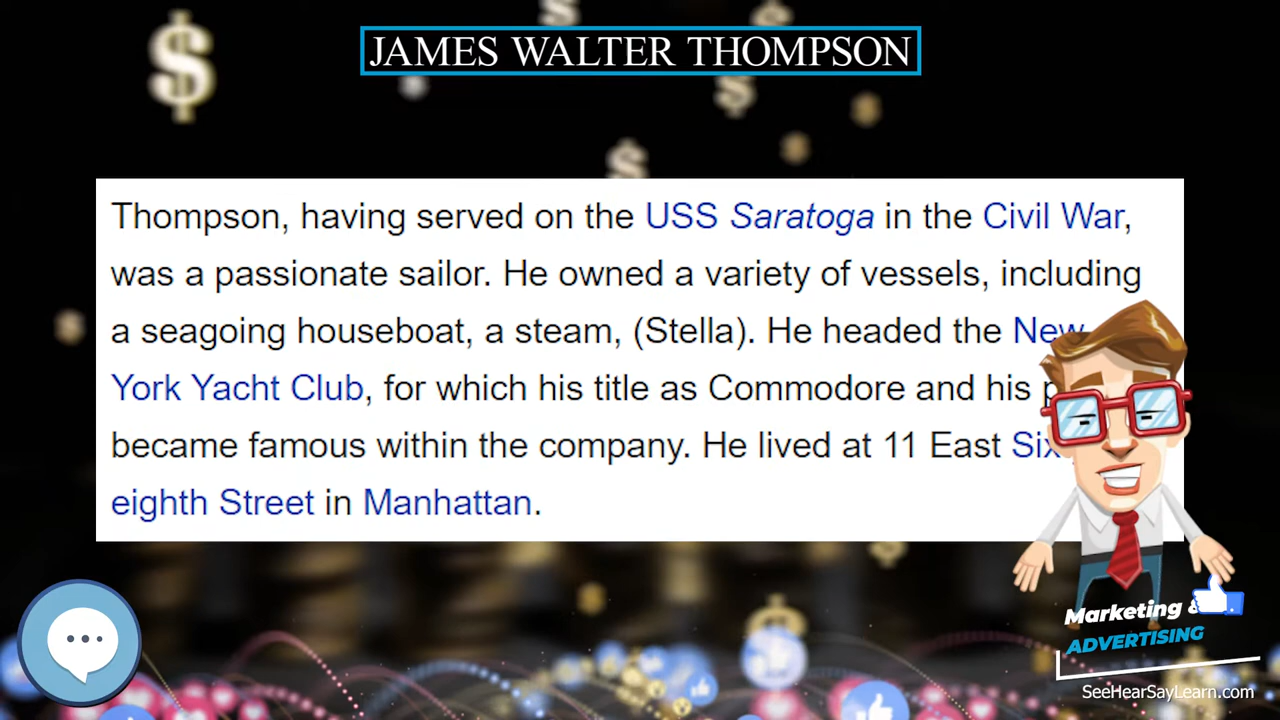 JAMES WALTER THOMPSON
Thompson, having served on the USS Saratoga in the Civil War,
was a passionate sailor. He owned a variety of vessels, including
a seagoing houseboat, a steam, (Stella). He headed the New
York Yacht Club, for which his title as Commodore and his
became famous within the company. He lived at 11 East
eighth Street in Manhattan.
Marketing &
ADVERTISING
SeeHearSayLearn.com